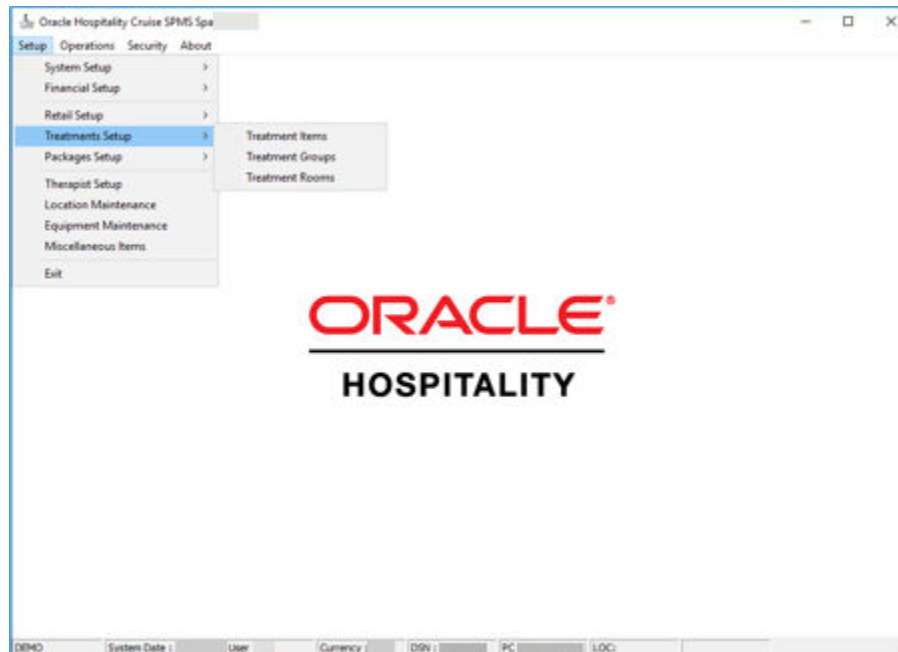 Oracle Hospitality Cruise SPMS Spa
Setup Operations Security About
System Setup
Financial Setup
Retail Setup
Treatments Setup
Packages Setup
Therapist Setup
Location Maintenance
Equipment Maintenance
Miscellaneous Items
Exit
Treatment Items
Treatment Groups
Treatment Rooms
ORACLE®
HOSPITALITY
DEMO System Date : User Currency : DSN : PC LOC: